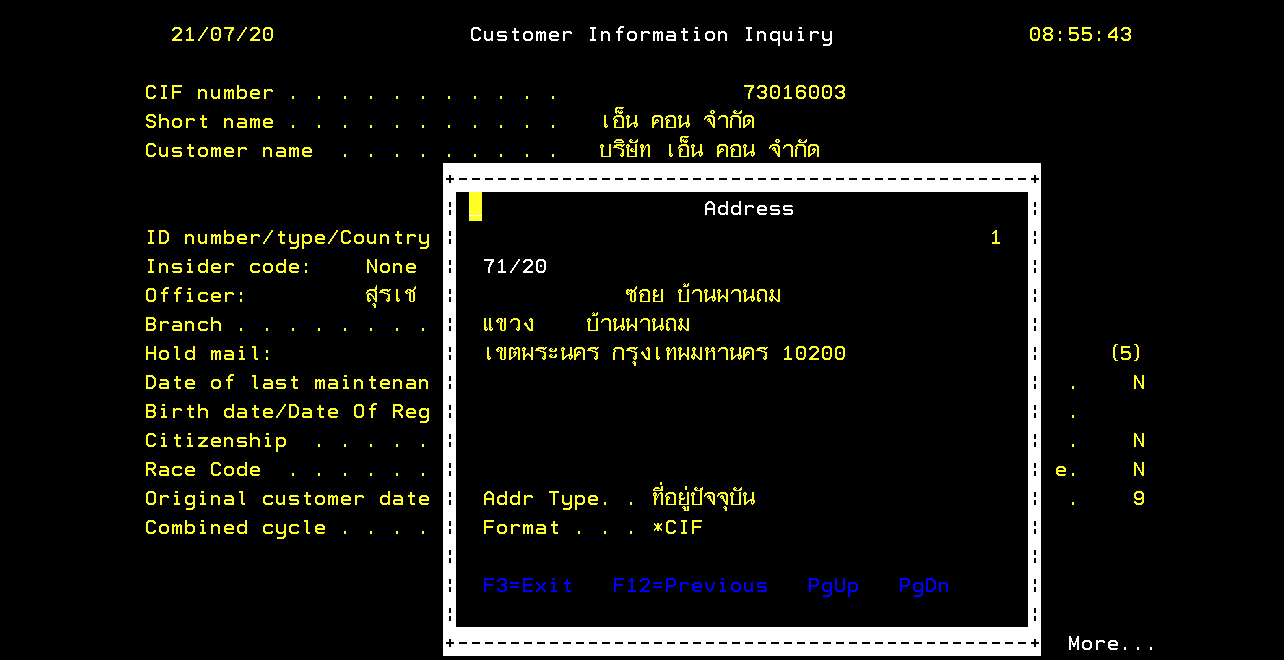 21/07/20 Customer Information Inquiry 08:55:43
CIF number . . . . . . . . . . . 73016003
Short name . . . . . . . . . . . เอ็น คอน จำกัด
Customer name . . . . . . . . . บริษัท เอ็น คอน จำกัด
Address
ID number/type/Country 1
Insider code: None 71/20
Officer: สุ่รเช ซอย บ้านพานถม
Branch . . . . . . . . แขวง บ้านพานถม
Hold mail: เขตพระนคร กรุงเทพมหานคร 10200 (5)
Date of last maintenan . N
Birth date/Date Of Reg .
Citizenship . . . . . . N
Race Code . . . . . . e. N
Original customer date Addr Type. . ที่อยู่ปัจจุบัน . 9
Combined cycle . . . . Format . . . *CIF
F3=Exit F12=Previous PgUp PgDn
More...